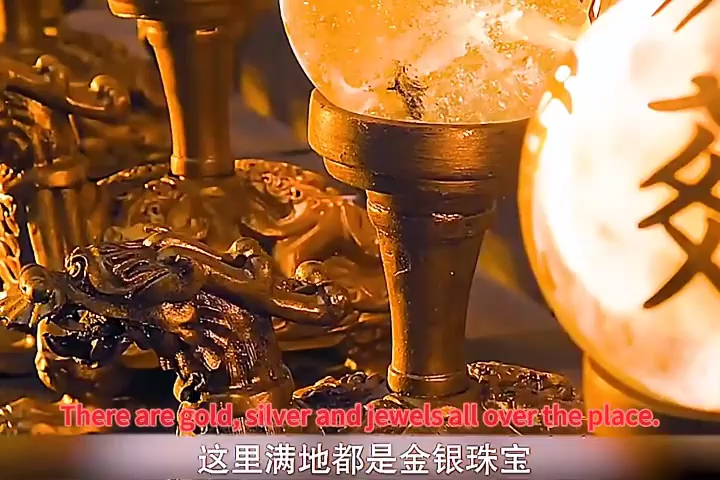 There are gold, silver and jewels all over the place.
这里满地都是金银珠宝